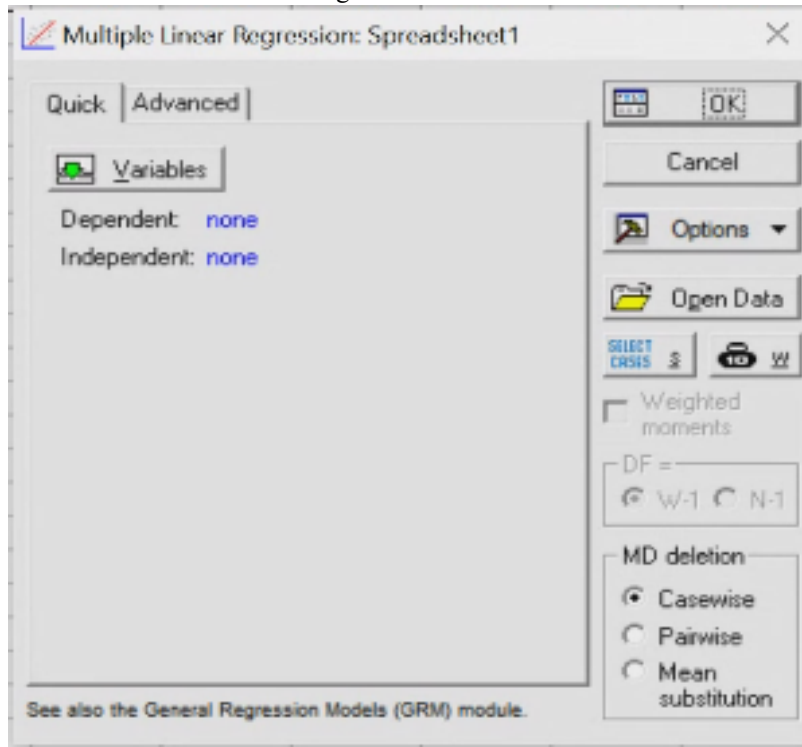 Multiple Linear Regression: Spreadsheet1
Quick
Advanced
Variables
Dependent: none
Independent: none
See also the General Regression Models (GRM) module.
OK
Cancel
Options
Open Data
SELECT CASES S
W
Weighted
moments
DF =
W-1 N-1
MD deletion
Casewise
Pairwise
Mean
substitution